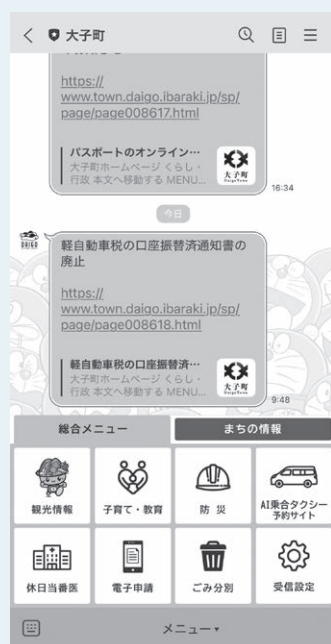 大子町
https://
www.town.daigo.ibaraki.jp/sp/
page/page008617.html
パスポートのオンライン…
大子町ホームページ くらし・
行政 本文へ移動する MENU...
大子町
16:34
今日
DAIGO
軽自動車税の口座振替済通知書の
廃止
https://
www.town.daigo.ibaraki.jp/sp/
page/page008618.html
軽自動車税の口座振替済…
大子町ホームページ くらし・
行政 本文へ移動する MENU...
大子町
9:48
総合メニュー
まちの情報
観光情報
子育て・教育
防 災
AI乗合タクシー
予約サイト
休日当番医
電子申請
ごみ分別
受信設定
メニュー▾